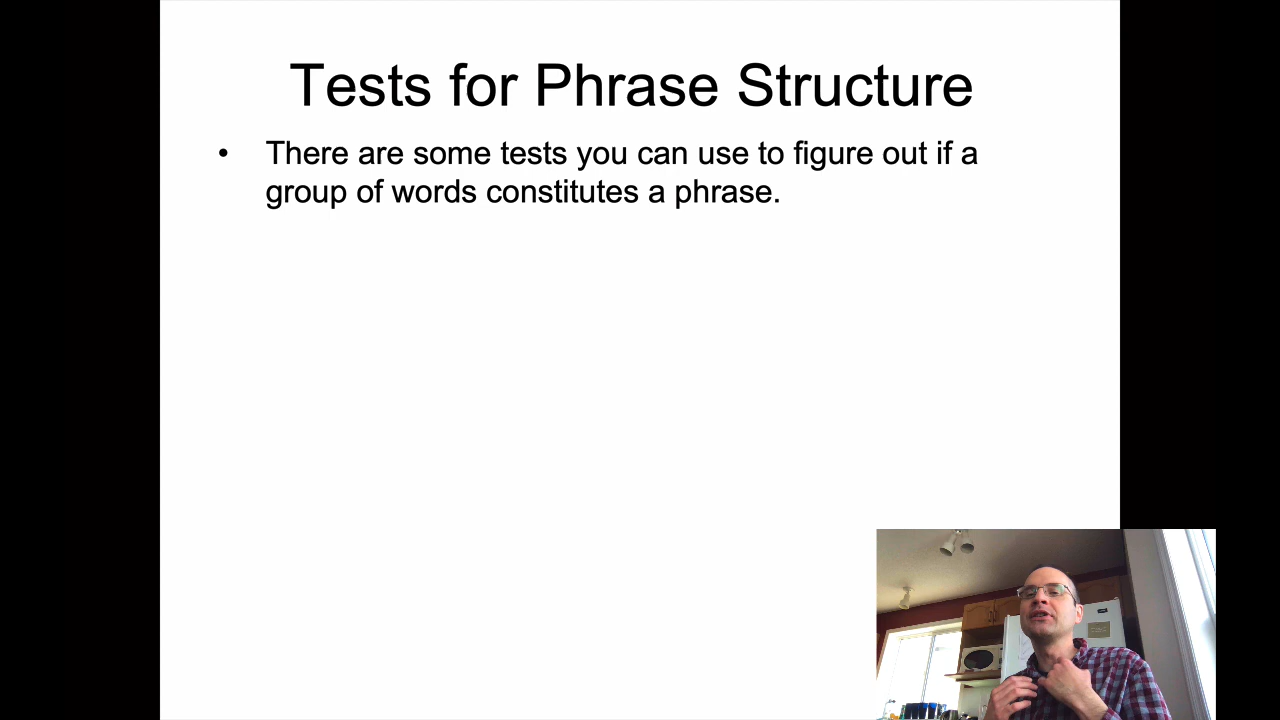 Tests for Phrase Structure
• There are some tests you can use to figure out if a
group of words constitutes a phrase.